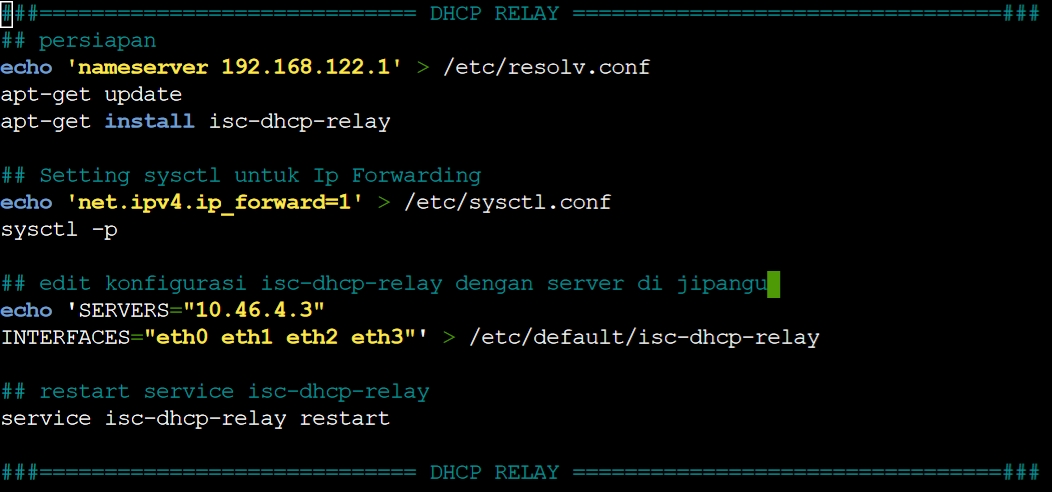 ###============================= DHCP RELAY =================================###
## persiapan
echo 'nameserver 192.168.122.1' > /etc/resolv.conf
apt-get update
apt-get install isc-dhcp-relay
## Setting sysctl untuk Ip Forwarding
echo 'net.ipv4.ip_forward=1' > /etc/sysctl.conf
sysctl -p
## edit konfigurasi isc-dhcp-relay dengan server di jipangu
echo 'SERVERS="10.46.4.3"
INTERFACES="eth0 eth1 eth2 eth3"' > /etc/default/isc-dhcp-relay
## restart service isc-dhcp-relay
service isc-dhcp-relay restart
###============================= DHCP RELAY =================================###